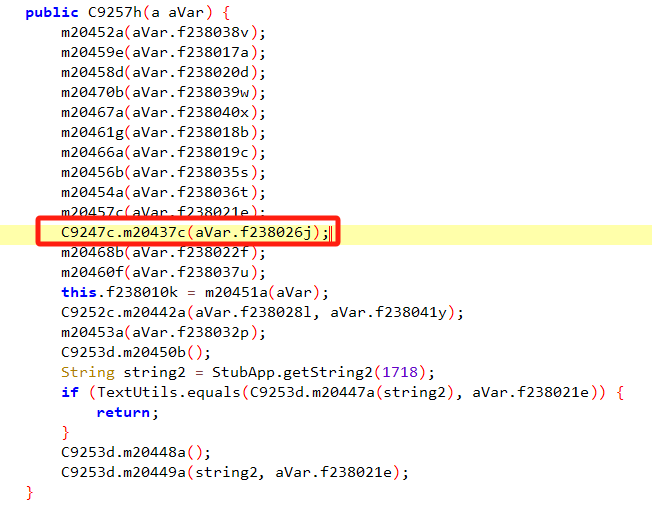 public C9257h(a aVar) {
m20452a(aVar.f238038v);
m20459e(aVar.f238017a);
m20458d(aVar.f238020d);
m20470b(aVar.f238039w);
m20467a(aVar.f238040x);
m20461g(aVar.f238018b);
m20466a(aVar.f238019c);
m20456b(aVar.f238035s);
m20454a(aVar.f238036t);
m20457c(aVar.f238021e);
C9247c.m20437c(aVar.f238026j);
m20468b(aVar.f238022f);
m20460f(aVar.f238037u);
this.f238010k = m20451a(aVar);
C9252c.m20442a(aVar.f238028l, aVar.f238041y);
m20453a(aVar.f238032p);
C9253d.m20450b();
String string2 = StubApp.getString2(1718);
if (TextUtils.equals(C9253d.m20447a(string2), aVar.f238021e)) {
return;
}
C9253d.m20448a();
C9253d.m20449a(string2, aVar.f238021e);
}